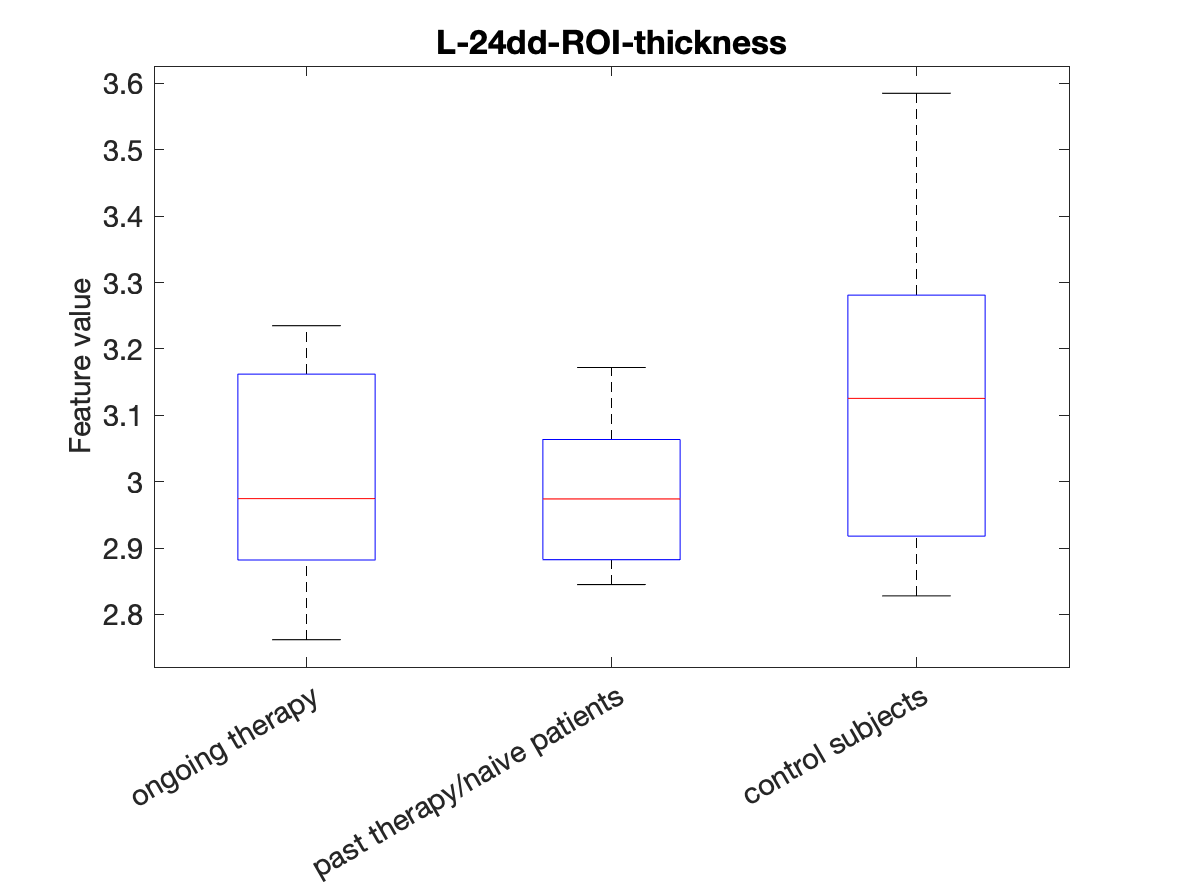 L-24dd-ROI-thickness
Feature value
3.6
3.5
3.4
3.3
3.2
3.1
3
2.9
2.8
ongoing therapy
past therapy/naive patients
control subjects